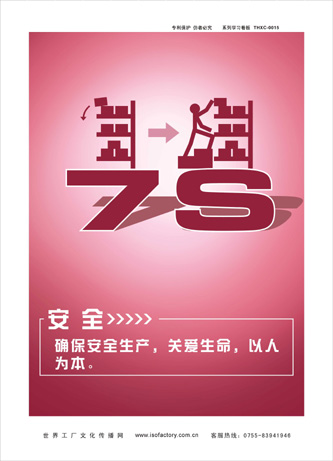 专利保护 仿者必究 系列学习看板 THXC-0015
7S
安全>>>>>
确保安全生产，关爱生命，以人
为本。
世界工厂文化传播网 www.isofactory.com.cn 客服热线：0755-83941948